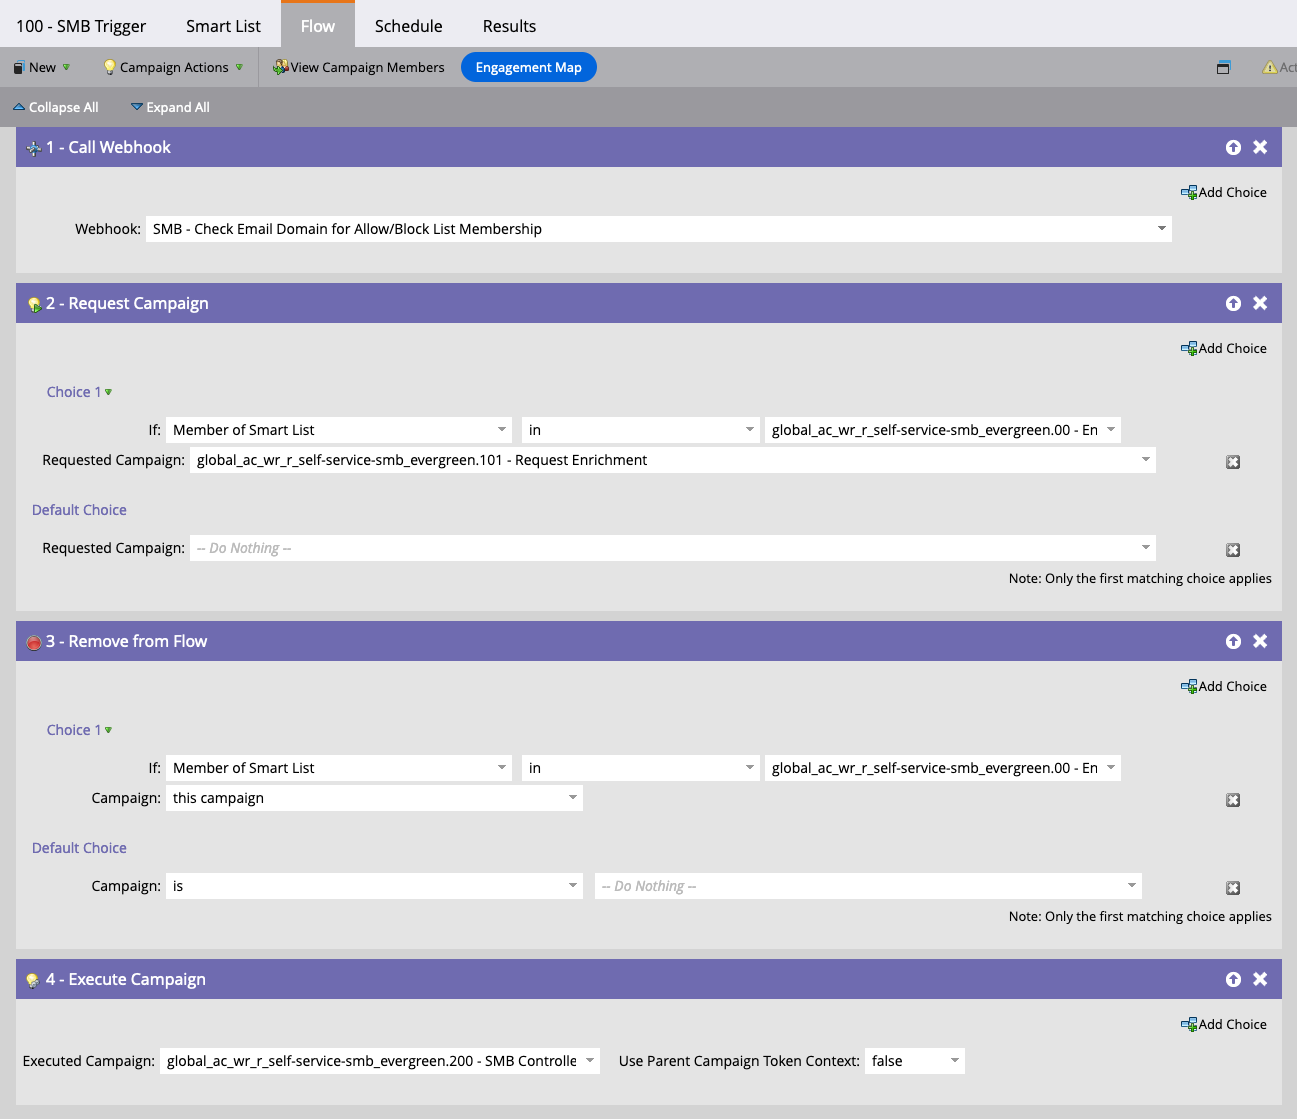 100 - SMB Trigger Smart List Flow Schedule Results
New Campaign Actions View Campaign Members Engagement Map Act
Collapse All Expand All
1 - Call Webhook
Add Choice
Webhook: SMB - Check Email Domain for Allow/Block List Membership
2 - Request Campaign
Add Choice
Choice 1
If: Member of Smart List in global_ac_wr_r_self-service-smb_evergreen.00 - En
Requested Campaign: global_ac_wr_r_self-service-smb_evergreen.101 - Request Enrichment
Default Choice
Requested Campaign: -- Do Nothing --
Note: Only the first matching choice applies
3 - Remove from Flow
Add Choice
Choice 1
If: Member of Smart List in global_ac_wr_r_self-service-smb_evergreen.00 - En
Campaign: this campaign
Default Choice
Campaign: is -- Do Nothing --
Note: Only the first matching choice applies
4 - Execute Campaign
Add Choice
Executed Campaign: global_ac_wr_r_self-service-smb_evergreen.200 - SMB Controlle Use Parent Campaign Token Context: false